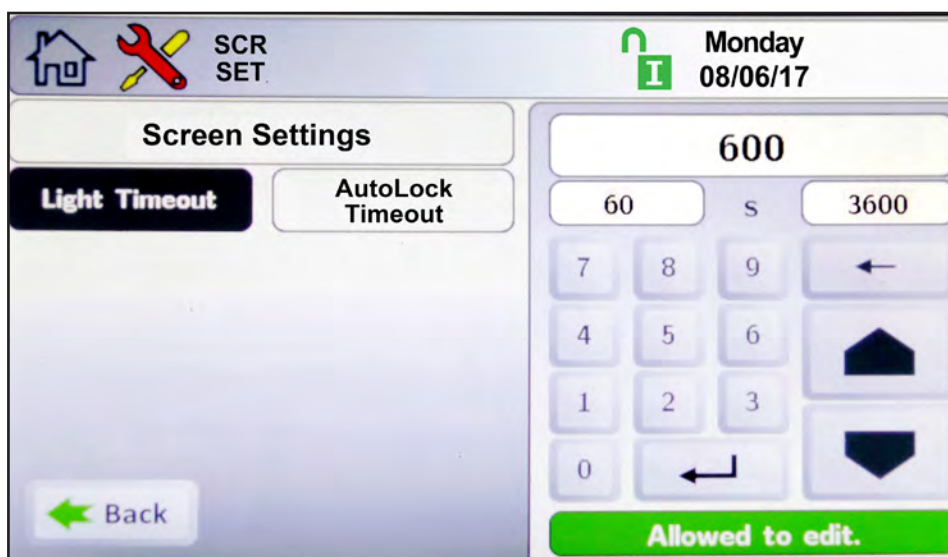 SCR
SET
I
Monday
08/06/17
Screen Settings
Light Timeout
AutoLock
Timeout
600
60 s 3600
7 8 9
4 5 6
1 2 3
0
Back
Allowed to edit.